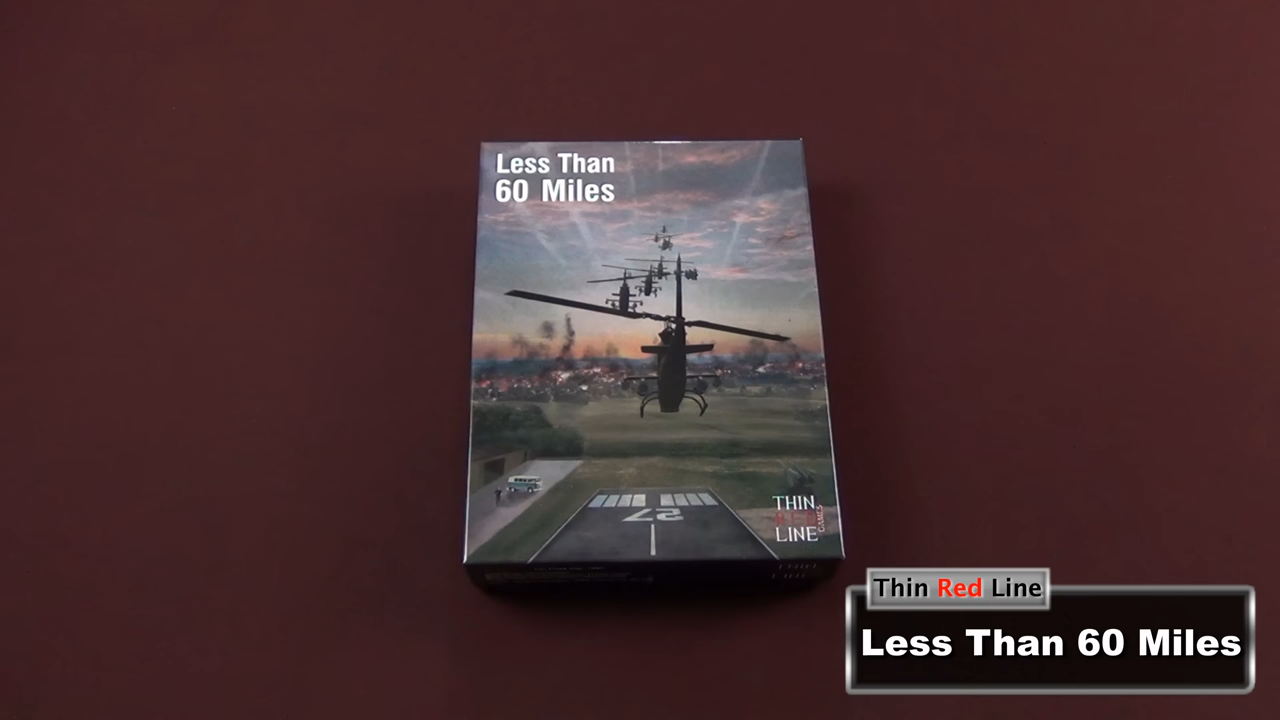 Less Than
60 Miles
27
THIN
RED
LINE
GAMES
Thin Red Line
Less Than 60 Miles